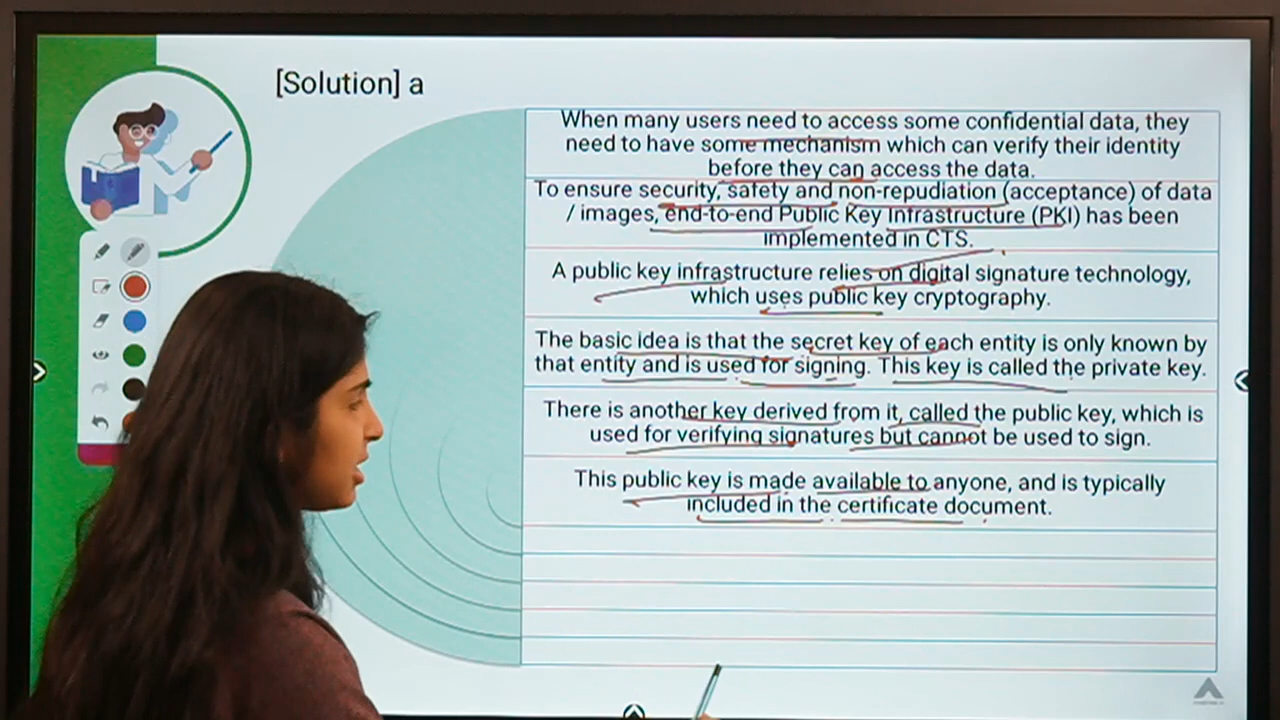 [Solution] a
When many users need to access some confidential data, they
need to have some mechanism which can verify their identity
before they can access the data.
To ensure security, safety and non-repudiation (acceptance) of data
/ images, end-to-end Public Key Infrastructure (PKI) has been
implemented in CTS.
A public key infrastructure relies on digital signature technology,
which uses public key cryptography.
The basic idea is that the secret key of each entity is only known by
that entity and is used for signing. This key is called the private key.
There is another key derived from it, called the public key, which is
used for verifying signatures but cannot be used to sign.
This public key is made available to anyone, and is typically
included in the certificate document.